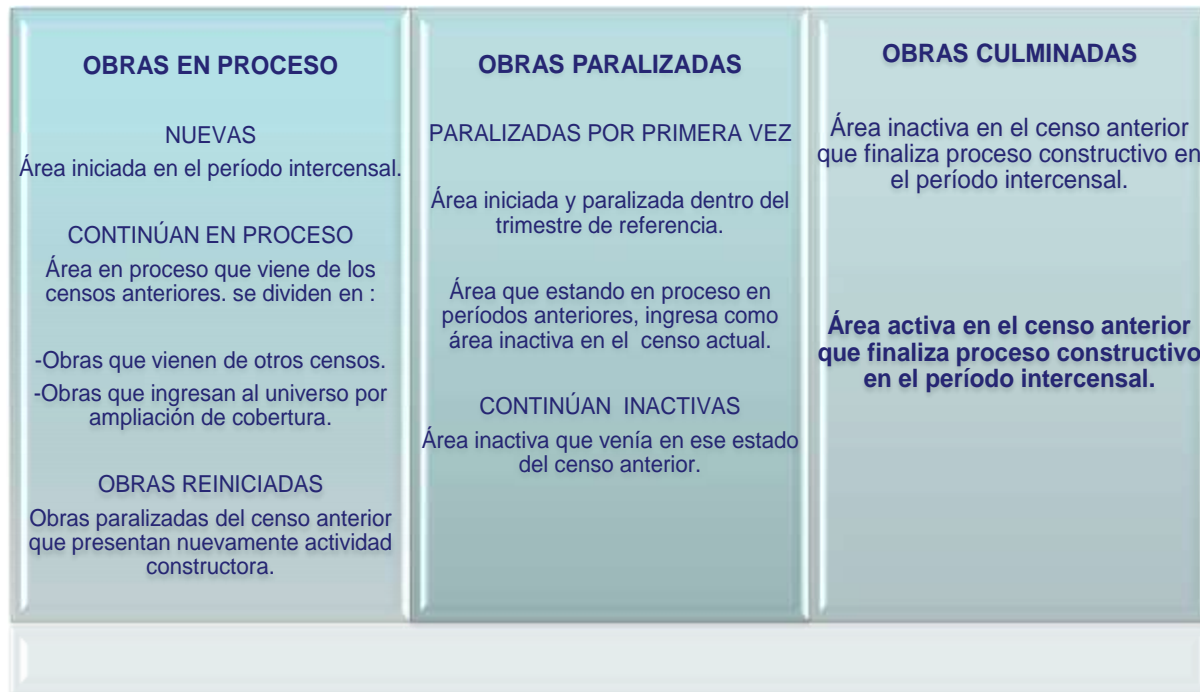 OBRAS EN PROCESO
NUEVAS
Área iniciada en el período intercensal.
CONTINÚAN EN PROCESO
Área en proceso que viene de los
censos anteriores. se dividen en :
-Obras que vienen de otros censos.
-Obras que ingresan al universo por
ampliación de cobertura.
OBRAS REINICIADAS
Obras paralizadas del censo anterior
que presentan nuevamente actividad
constructora.
OBRAS PARALIZADAS
PARALIZADAS POR PRIMERA VEZ
Área iniciada y paralizada dentro del
trimestre de referencia.
Área que estando en proceso en
períodos anteriores, ingresa como
área inactiva en el censo actual.
CONTINÚAN INACTIVAS
Área inactiva que venía en ese estado
del censo anterior.
OBRAS CULMINADAS
Área inactiva en el censo anterior
que finaliza proceso constructivo en
el período intercensal.
Área activa en el censo anterior
que finaliza proceso constructivo
en el período intercensal.